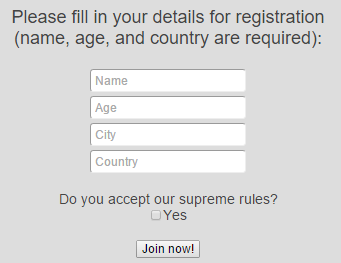 Please fill in your details for registration
(name, age, and country are required):
Name
Age
City
Country
Do you accept our supreme rules?
Yes
Join now!